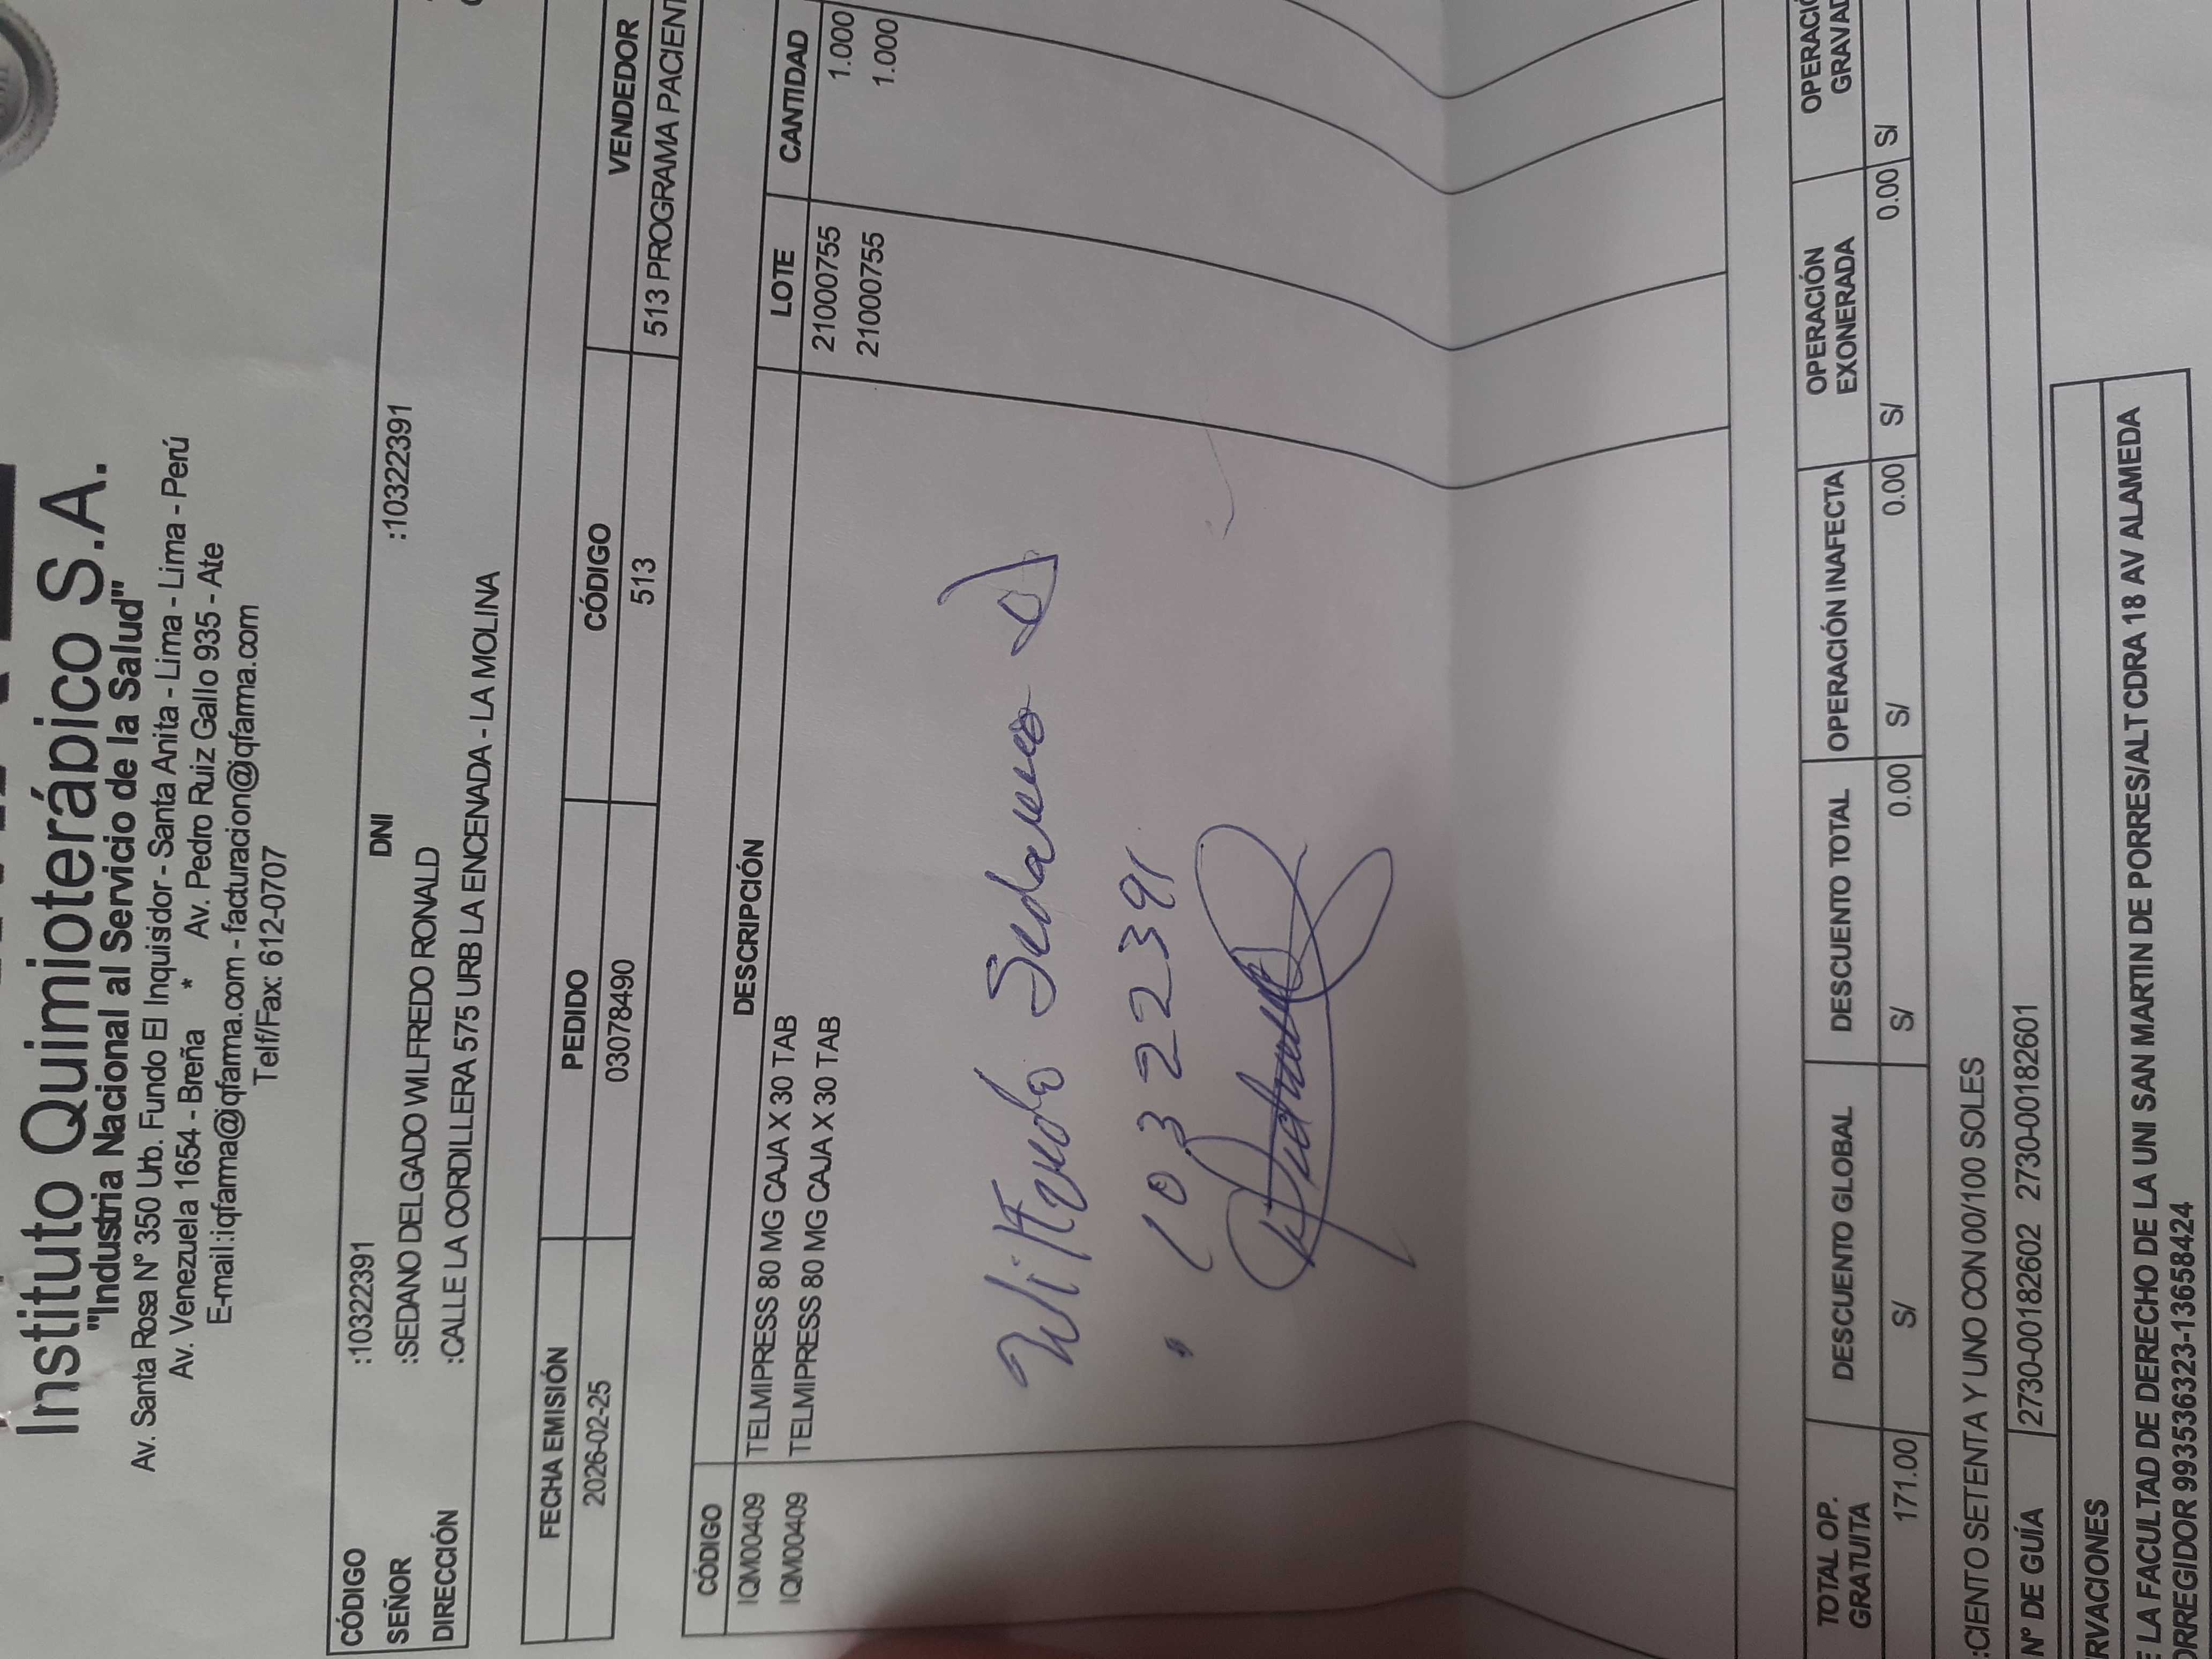 Instituto Quimioterápico S.A.
"Industria Nacional al Servicio de la Salud"
Av. Santa Rosa Nº 350 Urb. Fundo El Inquisidor - Santa Anita - Lima - Lima - Perú
Av. Venezuela 1654 - Breña * Av. Pedro Ruiz Gallo 935 - Ate
E-mail:iqfarma@iqfarma.com - facturacion@iqfarma.com
Telf/Fax: 612-0707
CÓDIGO :10322391 DNI :10322391
SEÑOR :SEDANO DELGADO WILFREDO RONALD
DIRECCIÓN :CALLE LA CORDILLERA 575 URB LA ENCENADA - LA MOLINA
FECHA EMISIÓN PEDIDO CÓDIGO VENDEDOR
2026-02-25 03078490 513 513 PROGRAMA PACIENT
CÓDIGO DESCRIPCIÓN LOTE CANTIDAD
IQM00409 TELMIPRESS 80 MG CAJA X 30 TAB 21000755 1.000
IQM00409 TELMIPRESS 80 MG CAJA X 30 TAB 21000755 1.000
Wilfredo Sedano D
10322391
TOTAL OP. GRATUITA DESCUENTO GLOBAL DESCUENTO TOTAL OPERACIÓN INAFECTA OPERACIÓN EXONERADA OPERACIÓ GRAVAD
171.00 S/ S/ 0.00 S/ 0.00 S/ 0.00 S/
:CIENTO SETENTA Y UNO CON 00/100 SOLES
Nº DE GUÍA 2730-00182602 2730-00182601
RVACIONES
E LA FACULTAD DE DERECHO DE LA UNI SAN MARTIN DE PORRES/ALT CDRA 18 AV ALAMEDA
ORREGIDOR 993536323-13658424